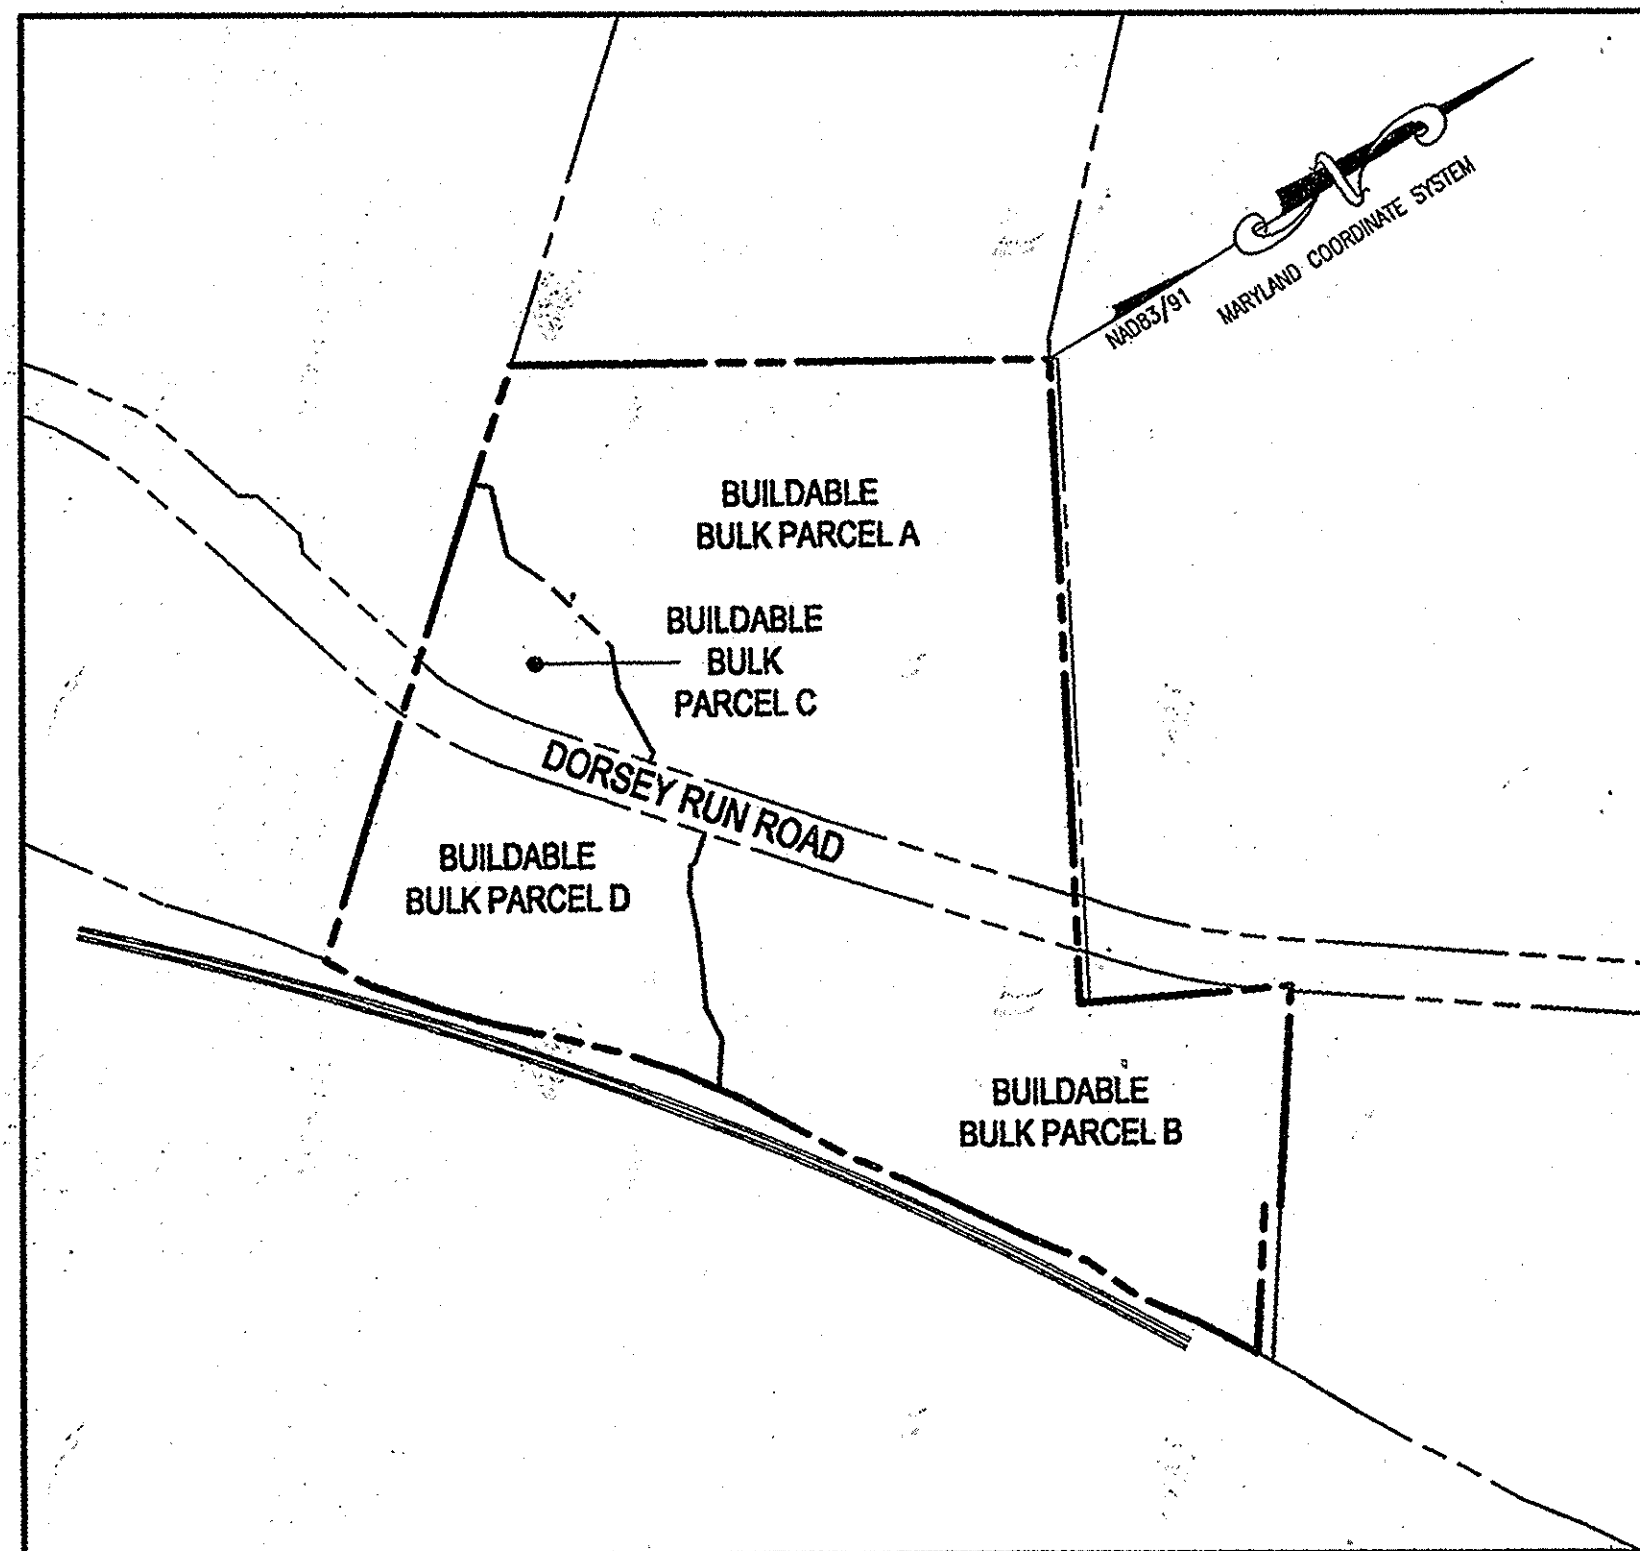 NAD83/91
MARYLAND COORDINATE SYSTEM
BUILDABLE
BULK PARCEL A
BUILDABLE
BULK
PARCEL C
DORSEY RUN ROAD
BUILDABLE
BULK PARCEL D
BUILDABLE
BULK PARCEL B